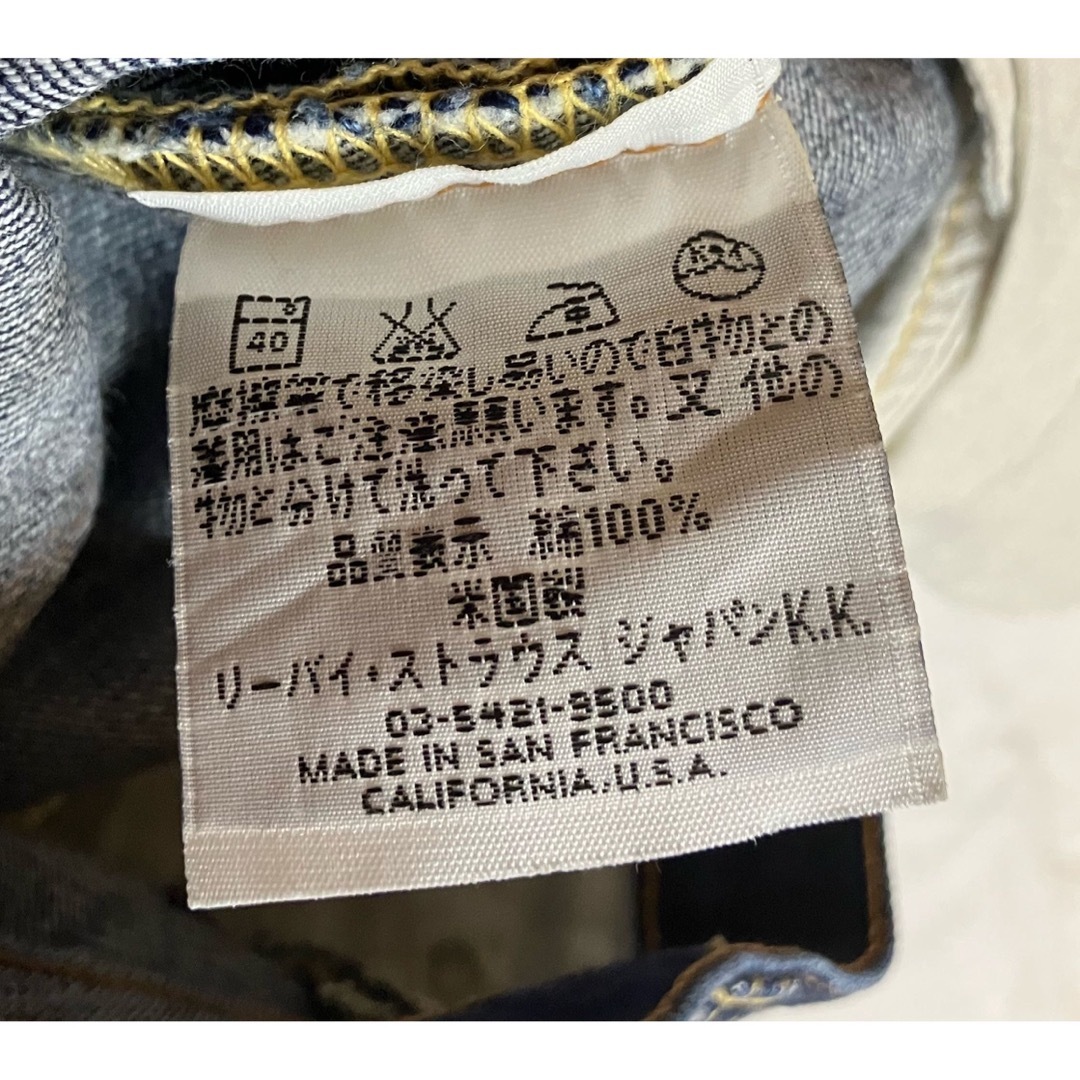 40
摩擦等で移染し易いので白物との
着用はご注意願います。又 他の
物と分けて洗って下さい。
品質表示 綿100%
米国製
リーバイ・ストラウス ジャパンK.K.
03-5421-3500
MADE IN SAN FRANCISCO
CALIFORNIA, U.S.A.